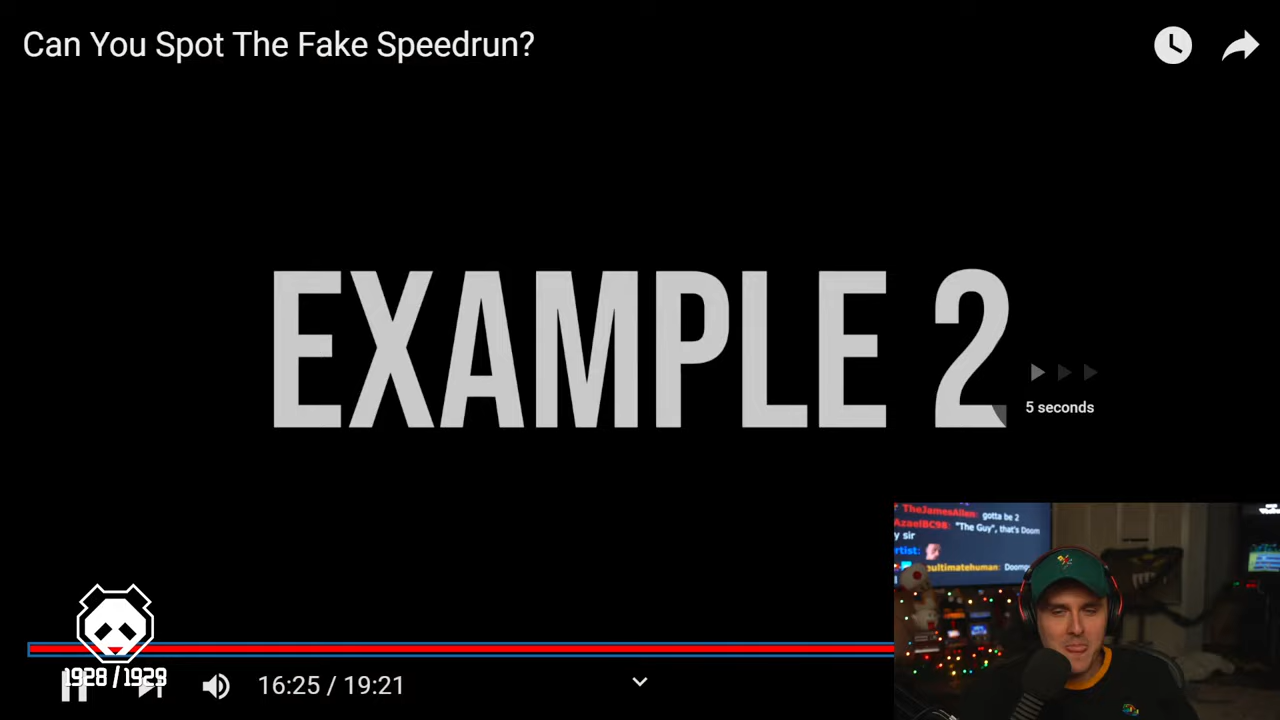 Can You Spot The Fake Speedrun?
EXAMPLE 2
5 seconds
TheJamesAllen: gotta be 2
AzaelBC98: "The Guy", that's Doom
y sir
rtist:
eultimatehuman: Doom
1928 / 1929
16:25 / 19:21